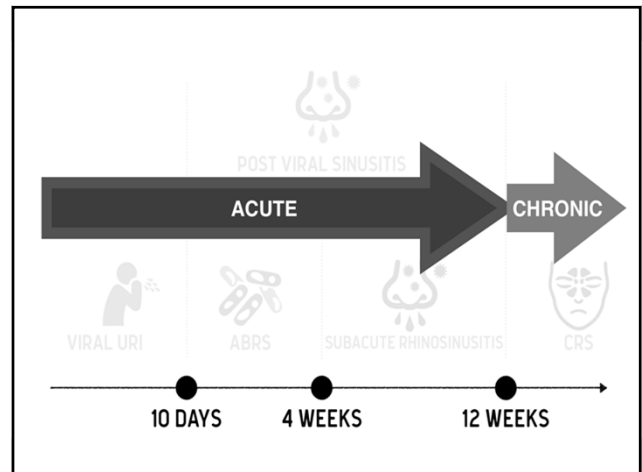 POST VIRAL SINUSITIS
ACUTE
CHRONIC
VIRAL URI
ABRS
SUBACUTE RHINOSINUSITIS
CRS
10 DAYS
4 WEEKS
12 WEEKS